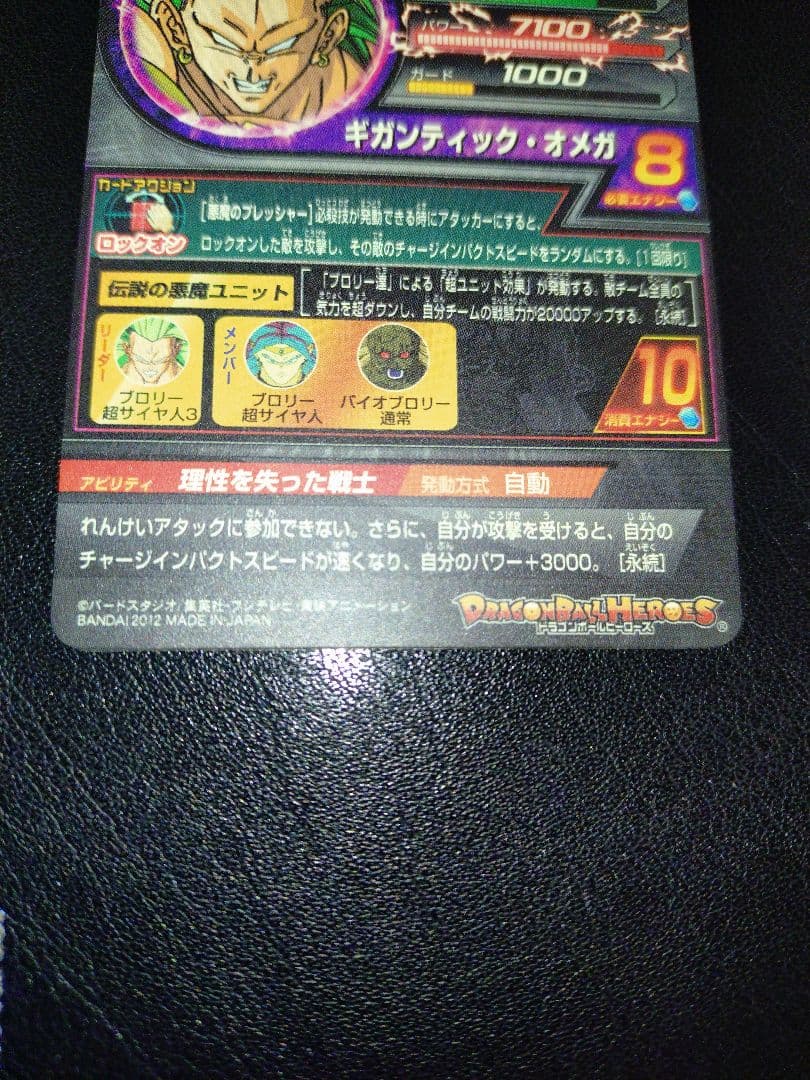 パワー 7100
ガード 1000
ギガンティック・オメガ 8
必要エナジー
カードアクション
ロックオン
[悪魔のプレッシャー]必殺技が発動できる時にアタッカーにすると、
ロックオンした敵を攻撃し、その敵のチャージインパクトスピードをランダムにする。[1回限り]
伝説の悪魔ユニット
「ブロリー達」による「超ユニット効果」が発動する。敵チーム全員の
気力を超ダウンし、自分チームの戦闘力が20000アップする。[永続]
リーダー
ブロリー
超サイヤ人3
メンバー
ブロリー
超サイヤ人
バイオブロリー
通常
10
消費エナジー
アビリティ 理性を失った戦士 発動方式 自動
れんけいアタックに参加できない。さらに、自分が攻撃を受けると、自分の
チャージインパクトスピードが速くなり、自分のパワー+3000。[永続]
©バードスタジオ/集英社・フジテレビ・東映アニメーション
BANDAI 2012 MADE IN JAPAN
DRAGONBALL HEROES
ドラゴンボールヒーローズ